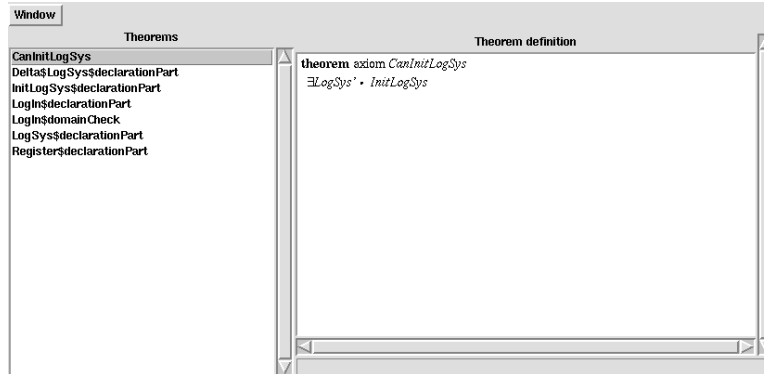 Window
Theorems
CanInitLogSys
Delta$LogSys$declarationPart
InitLogSys$declarationPart
LogIn$declarationPart
LogIn$domainCheck
LogSys$declarationPart
Register$declarationPart
Theorem definition
theorem axiom CanInitLogSys
∃LogSys' • InitLogSys